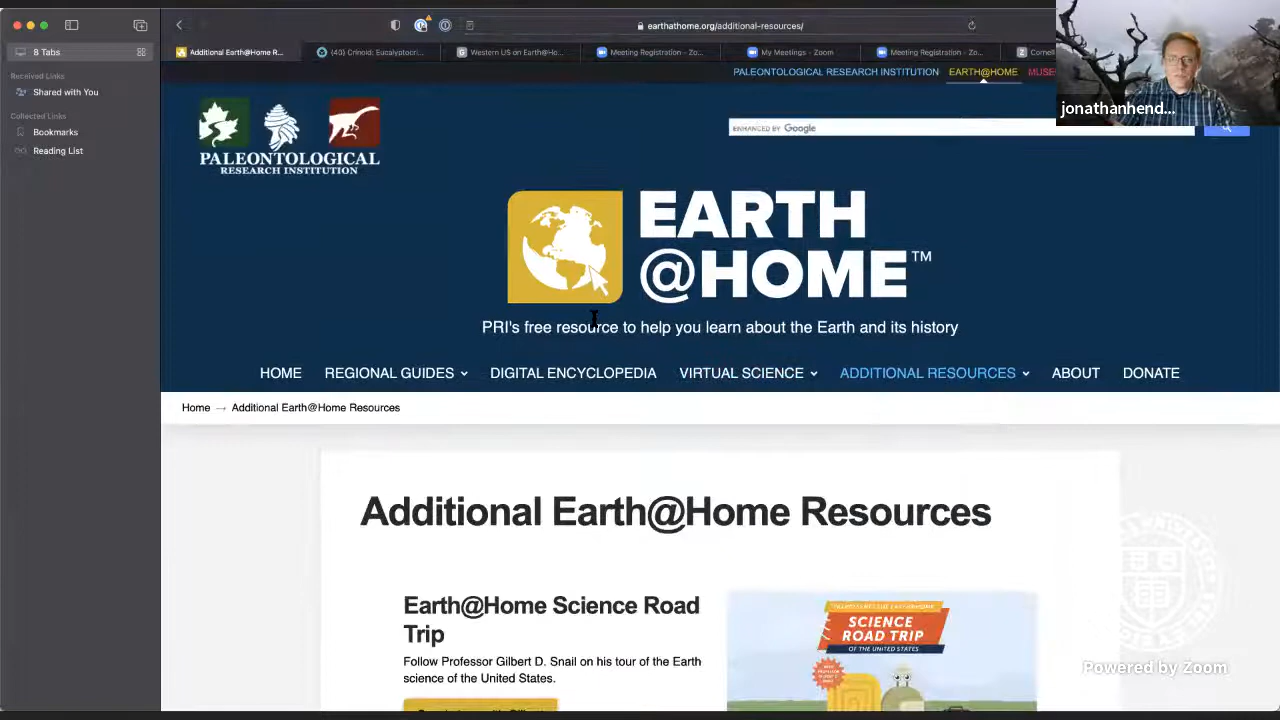 8 Tabs
Received Links
Shared with You
Collected Links
Bookmarks
Reading List
earthathome.org/additional-resources/
Additional Earth@Home R...
(40) Crinoid: Eucalyptocri...
Western US on Earth@Ho...
Meeting Registration - Zo...
My Meetings - Zoom
Meeting Registration - Zo...
Cornell
jonathanhend...
PALEONTOLOGICAL RESEARCH INSTITUTION
EARTH@HOME
MUSE
PALEONTOLOGICAL
RESEARCH INSTITUTION
ENHANCED BY Google
EARTH
@HOME™
PRI's free resource to help you learn about the Earth and its history
HOME
REGIONAL GUIDES
DIGITAL ENCYCLOPEDIA
VIRTUAL SCIENCE
ADDITIONAL RESOURCES
ABOUT
DONATE
Home → Additional Earth@Home Resources
Additional Earth@Home Resources
Earth@Home Science Road
Trip
Follow Professor Gilbert D. Snail on his tour of the Earth
science of the United States.
SCIENCE
ROAD TRIP
OF THE UNITED STATES
Powered by Zoom